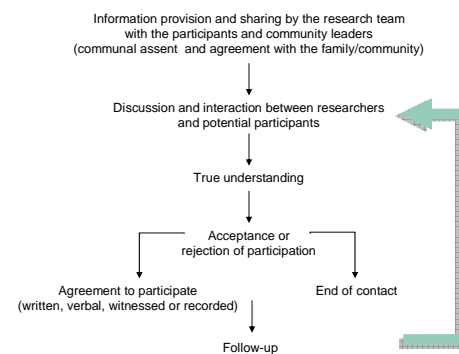 Information provision and sharing by the research team
with the participants and community leaders
(communal assent and agreement with the family/community)
Discussion and interaction between researchers
and potential participants
True understanding
Acceptance or
rejection of participation
Agreement to participate
(written, verbal, witnessed or recorded)
End of contact
Follow-up